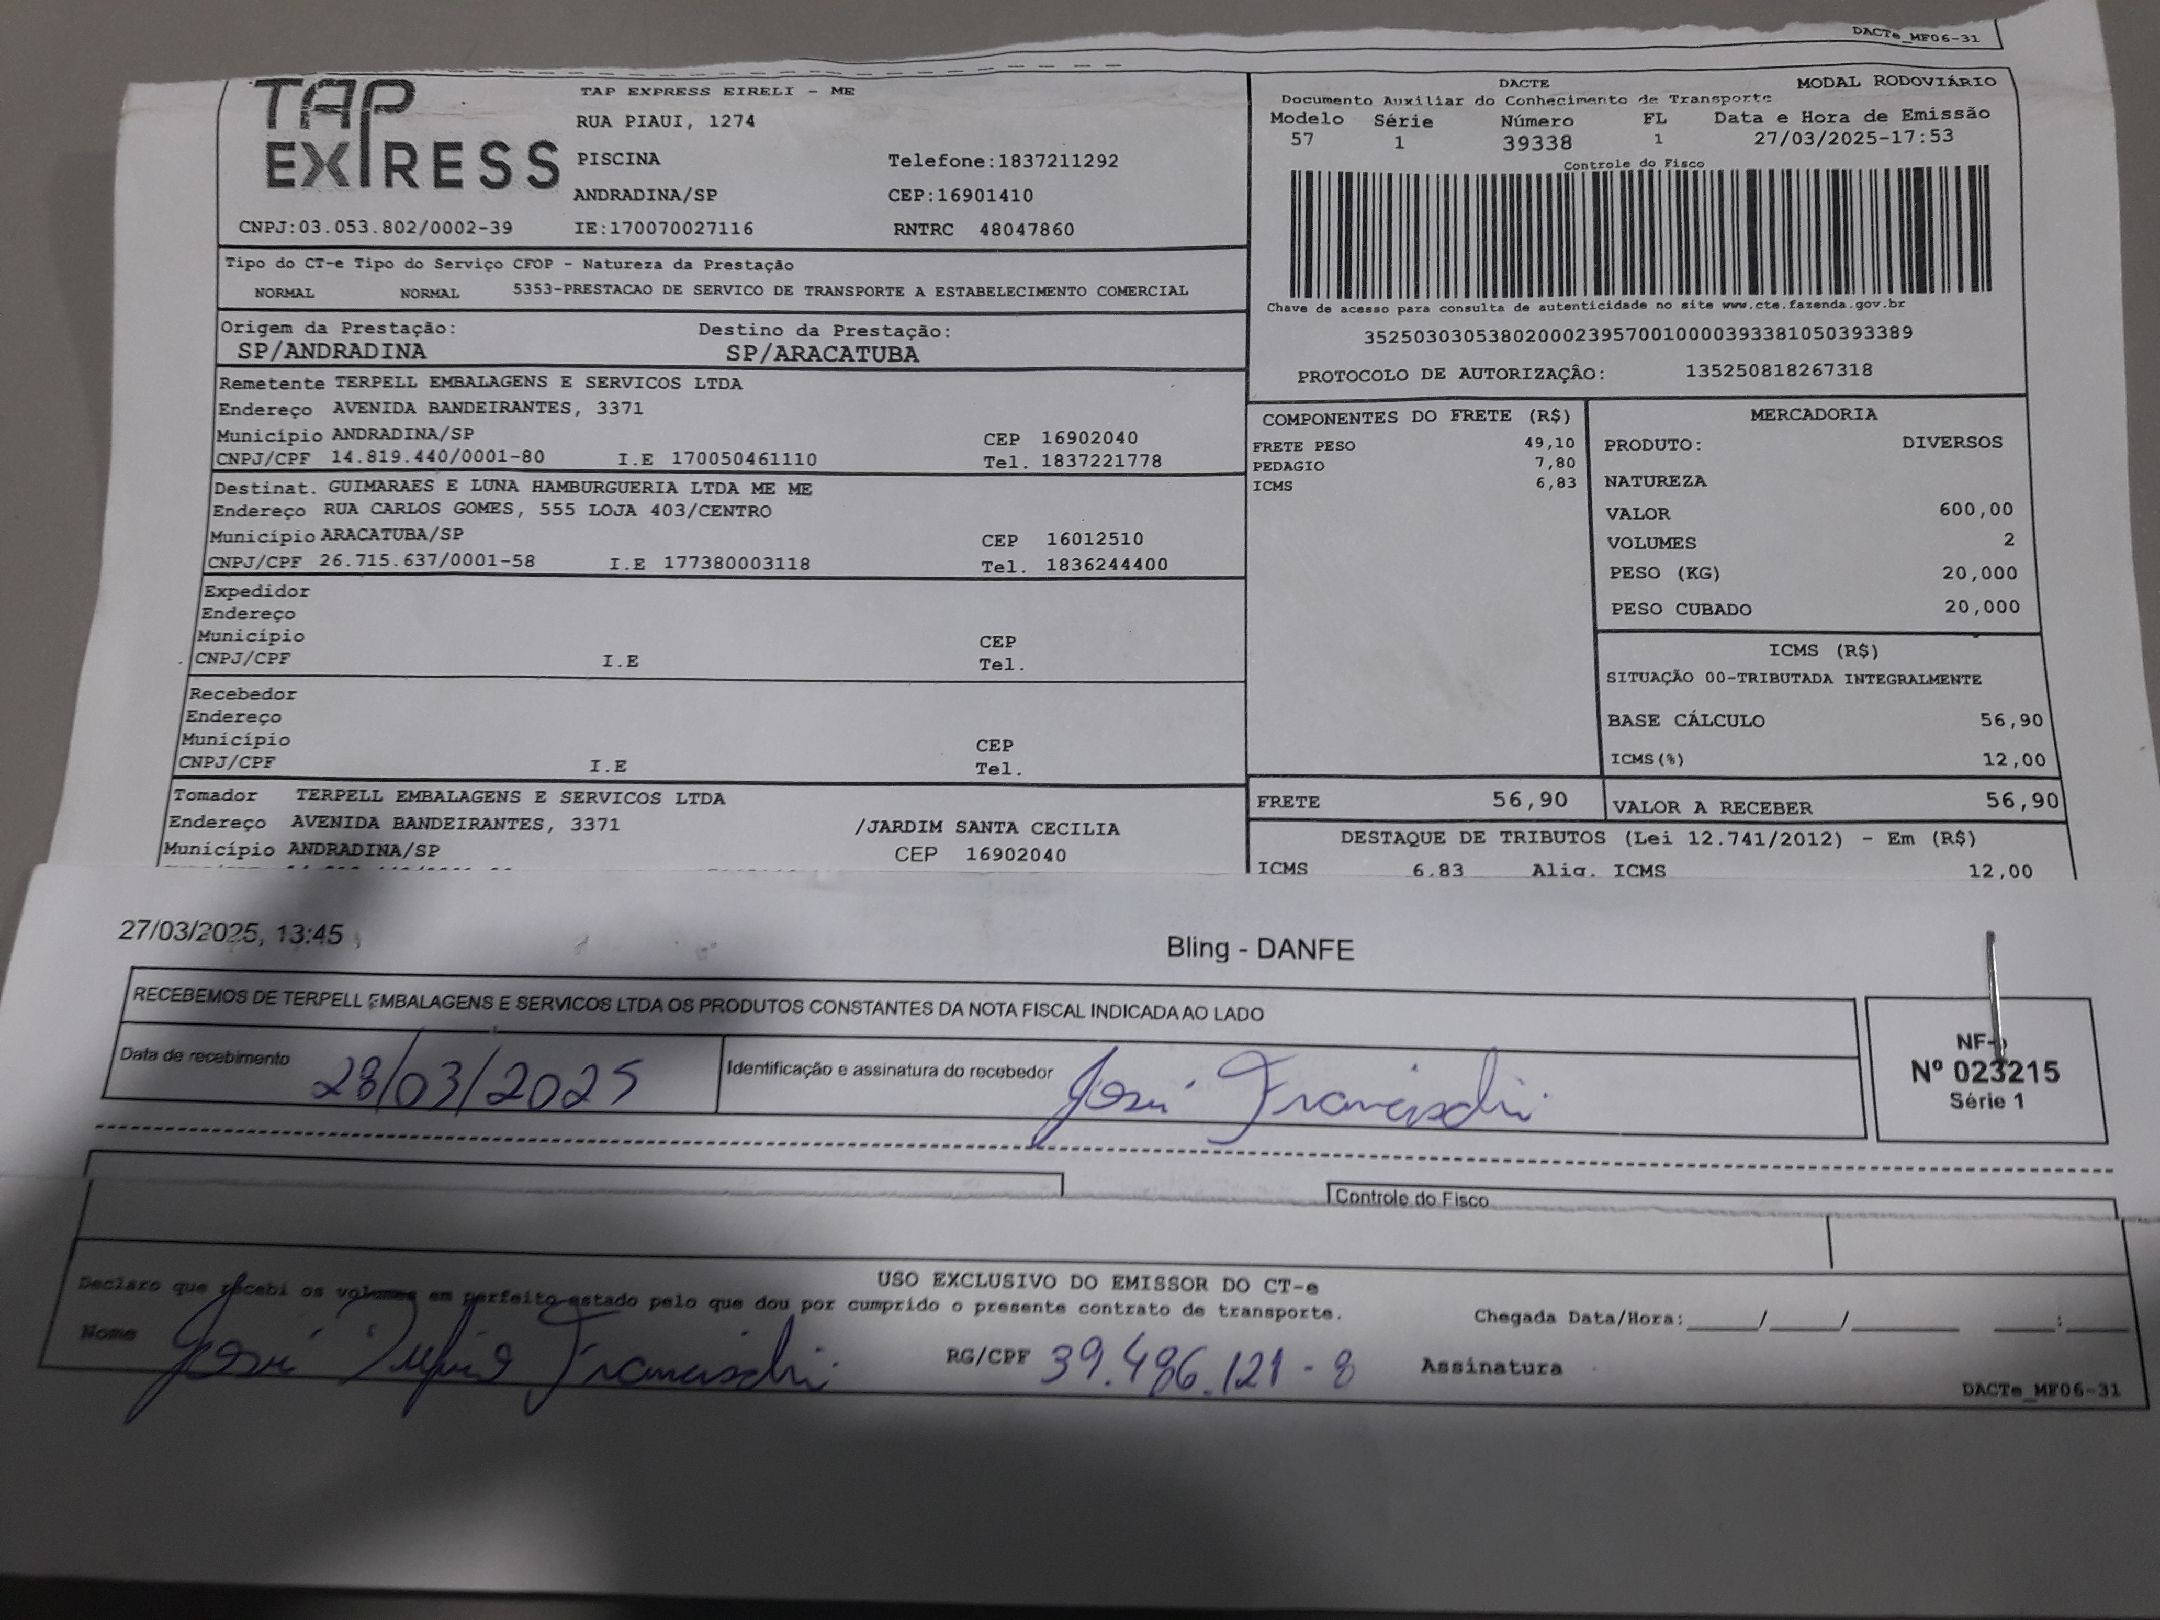 DACTe_MF06-31
TAP EXPRESS
TAP EXPRESS EIRELI - ME
RUA PIAUI, 1274
PISCINA Telefone:1837211292
ANDRADINA/SP CEP:16901410
CNPJ:03.053.802/0002-39 IE:170070027116 RNTRC 48047860
DACTE MODAL RODOVIÁRIO
Documento Auxiliar do Conhecimento de Transporte
Modelo Série Número FL Data e Hora de Emissão
57 1 39338 1 27/03/2025-17:53
Controle do Fisco
Chave de acesso para consulta de autenticidade no site www.cte.fazenda.gov.br
35250303053802000239570010000393381050393389
PROTOCOLO DE AUTORIZAÇÃO: 135250818267318
Tipo do CT-e Tipo do Serviço CFOP - Natureza da Prestação
NORMAL NORMAL 5353-PRESTACAO DE SERVICO DE TRANSPORTE A ESTABELECIMENTO COMERCIAL
Origem da Prestação: Destino da Prestação:
SP/ANDRADINA SP/ARACATUBA
Remetente TERPELL EMBALAGENS E SERVICOS LTDA
Endereço AVENIDA BANDEIRANTES, 3371
Município ANDRADINA/SP CEP 16902040
CNPJ/CPF 14.819.440/0001-80 I.E 170050461110 Tel. 1837221778
Destinat. GUIMARAES E LUNA HAMBURGUERIA LTDA ME ME
Endereço RUA CARLOS GOMES, 555 LOJA 403/CENTRO
Município ARACATUBA/SP CEP 16012510
CNPJ/CPF 26.715.637/0001-58 I.E 177380003118 Tel. 1836244400
Expedidor
Endereço
Município CEP
CNPJ/CPF I.E Tel.
Recebedor
Endereço
Município CEP
CNPJ/CPF I.E Tel.
Tomador TERPELL EMBALAGENS E SERVICOS LTDA
Endereço AVENIDA BANDEIRANTES, 3371 /JARDIM SANTA CECILIA
Município ANDRADINA/SP CEP 16902040
COMPONENTES DO FRETE (R$)
FRETE PESO 49,10
PEDAGIO 7,80
ICMS 6,83
MERCADORIA
PRODUTO: DIVERSOS
NATUREZA
VALOR 600,00
VOLUMES 2
PESO (KG) 20,000
PESO CUBADO 20,000
ICMS (R$)
SITUAÇÃO 00-TRIBUTADA INTEGRALMENTE
BASE CÁLCULO 56,90
ICMS(%) 12,00
FRETE 56,90 VALOR A RECEBER 56,90
DESTAQUE DE TRIBUTOS (Lei 12.741/2012) - Em (R$)
ICMS 6,83 Aliq. ICMS 12,00
27/03/2025, 13:45 Bling - DANFE
RECEBEMOS DE TERPELL EMBALAGENS E SERVICOS LTDA OS PRODUTOS CONSTANTES DA NOTA FISCAL INDICADA AO LADO
Data de recebimento 28/03/2025 Identificação e assinatura do recebedor José Francischi
NF-e
Nº 023215
Série 1
Controle do Fisco
USO EXCLUSIVO DO EMISSOR DO CT-e
Declaro que recebi os volumes em perfeito estado pelo que dou por cumprido o presente contrato de transporte.
Chegada Data/Hora:_____/_____/________ ____:____
Nome José Francischi RG/CPF 39.486.121-8 Assinatura
DACTe_MF06-31